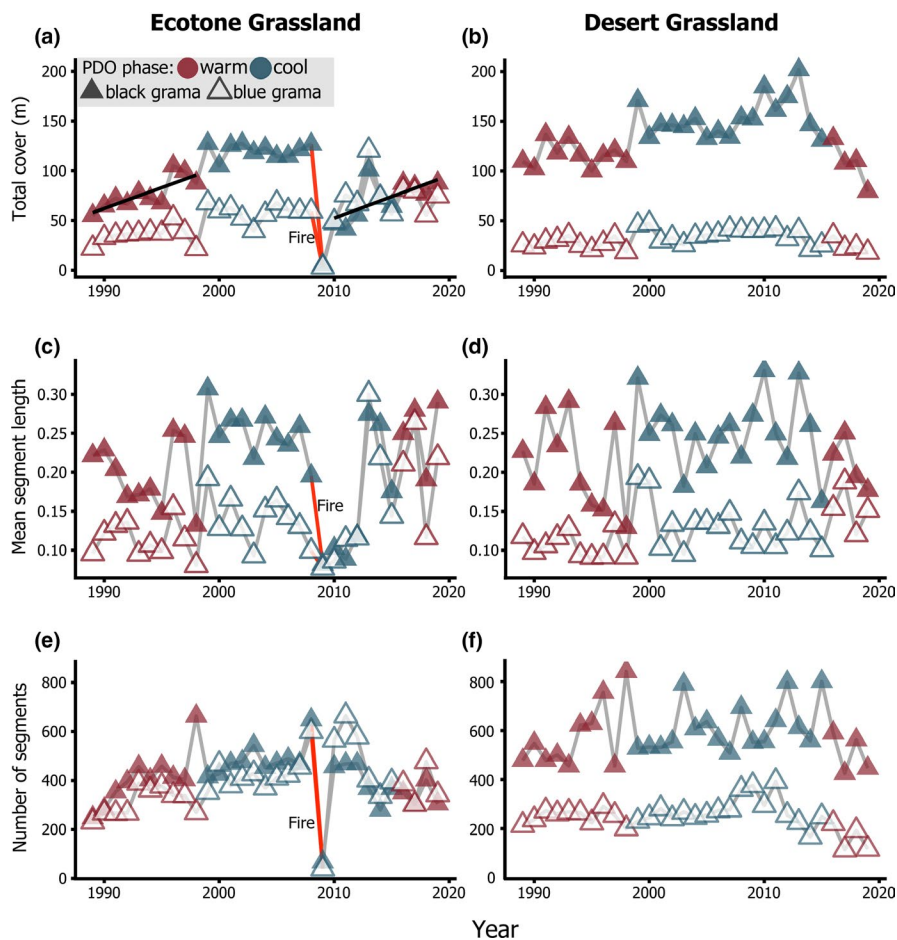 Ecotone Grassland
Desert Grassland
(a)
(b)
PDO phase: warm cool
black grama blue grama
Total cover (m)
200
150
100
50
0
Fire
1990 2000 2010 2020
200
150
100
50
0
1990 2000 2010 2020
(c)
(d)
Mean segment length
0.30
0.25
0.20
0.15
0.10
Fire
1990 2000 2010 2020
0.30
0.25
0.20
0.15
0.10
1990 2000 2010 2020
(e)
(f)
Number of segments
800
600
400
200
0
Fire
1990 2000 2010 2020
800
600
400
200
0
1990 2000 2010 2020
Year